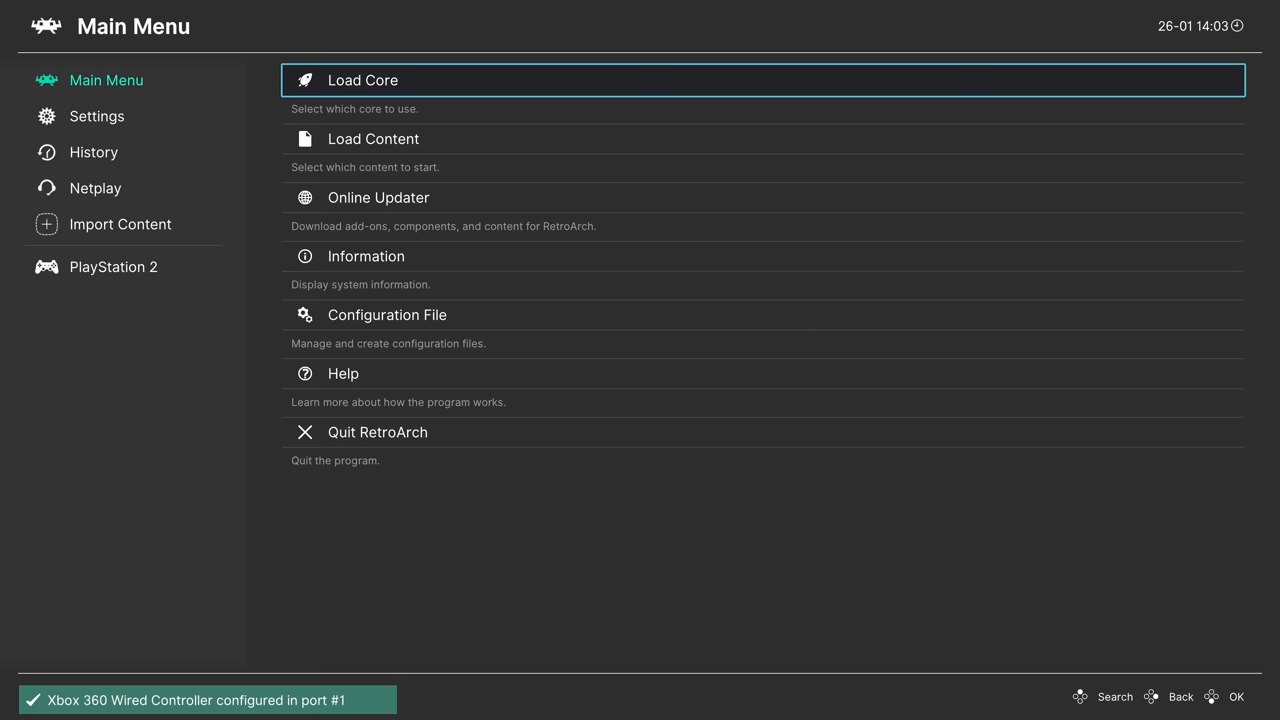 Main Menu
26-01 14:03
Main Menu
Settings
History
Netplay
Import Content
PlayStation 2
Load Core
Select which core to use.
Load Content
Select which content to start.
Online Updater
Download add-ons, components, and content for RetroArch.
Information
Display system information.
Configuration File
Manage and create configuration files.
Help
Learn more about how the program works.
Quit RetroArch
Quit the program.
Xbox 360 Wired Controller configured in port #1
Search Back OK